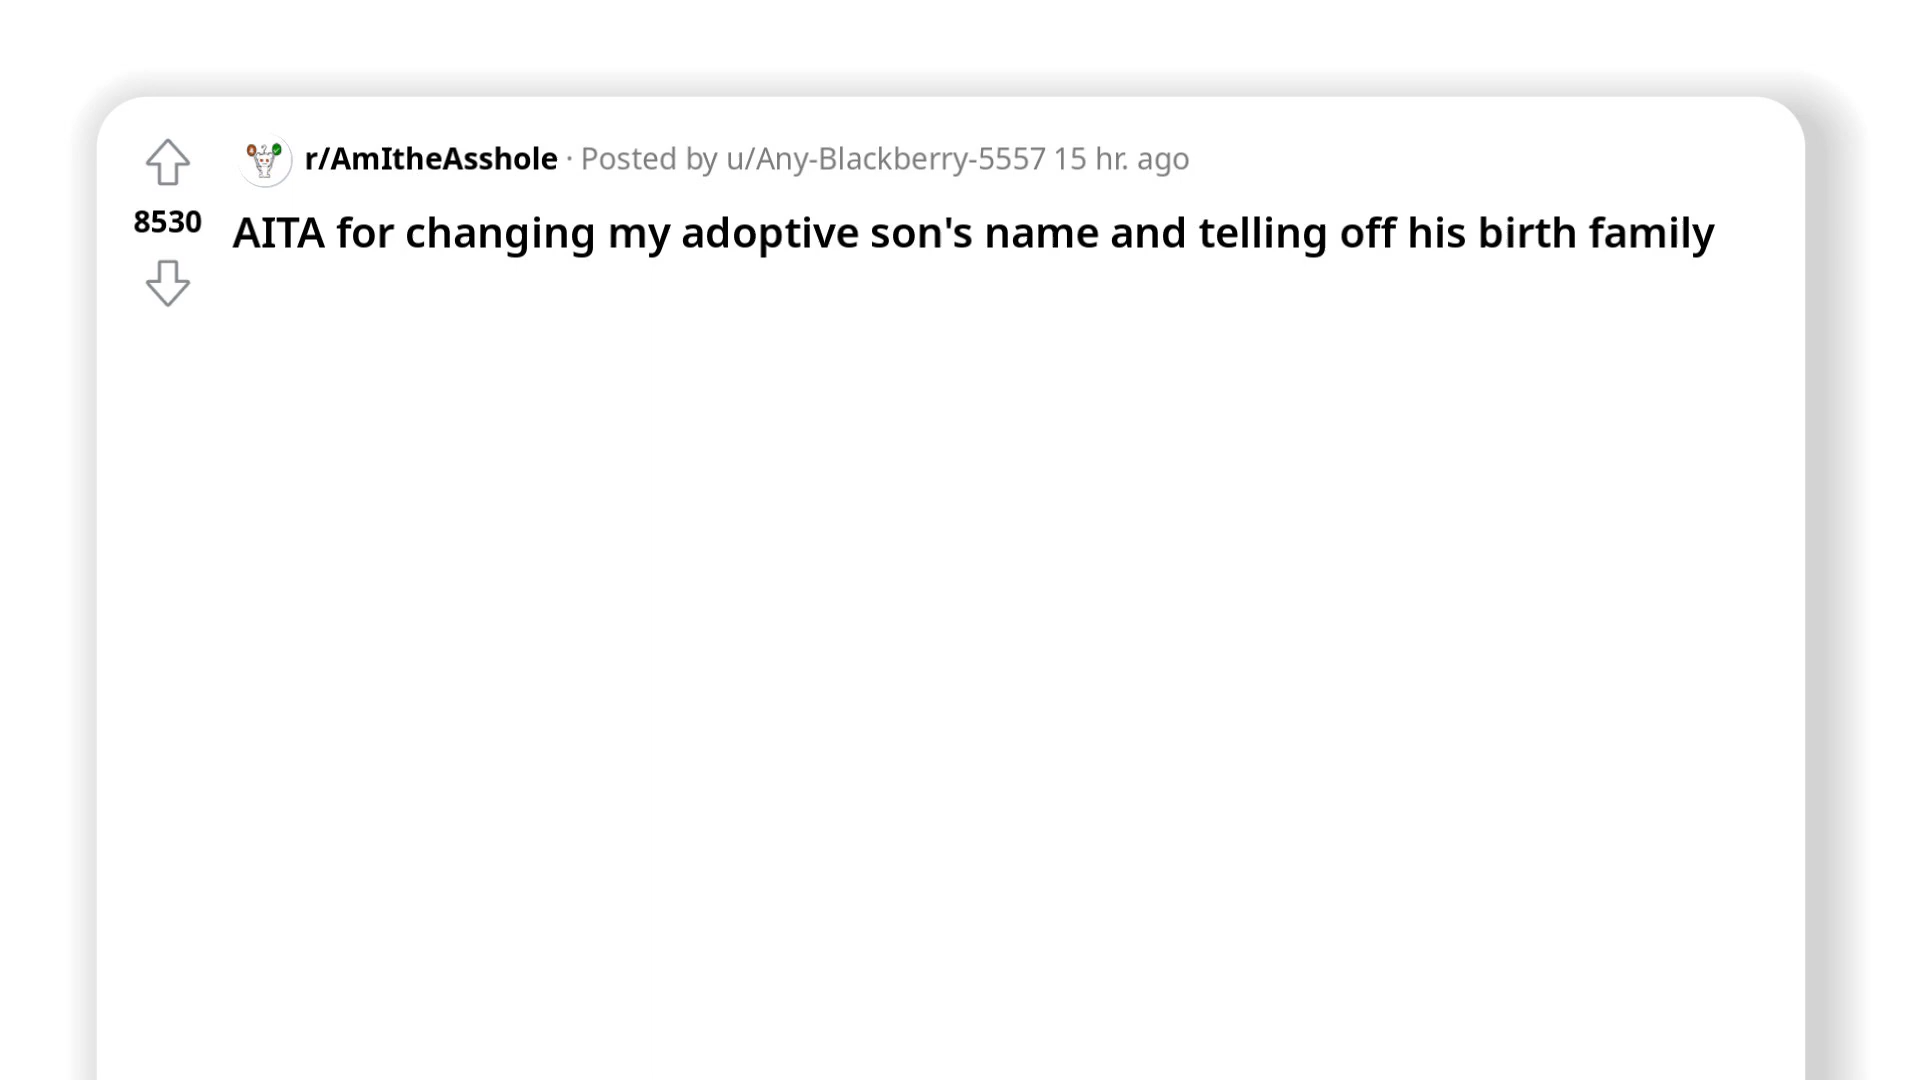 r/AmItheAsshole · Posted by u/Any-Blackberry-5557 15 hr. ago
8530
AITA for changing my adoptive son's name and telling off his birth family